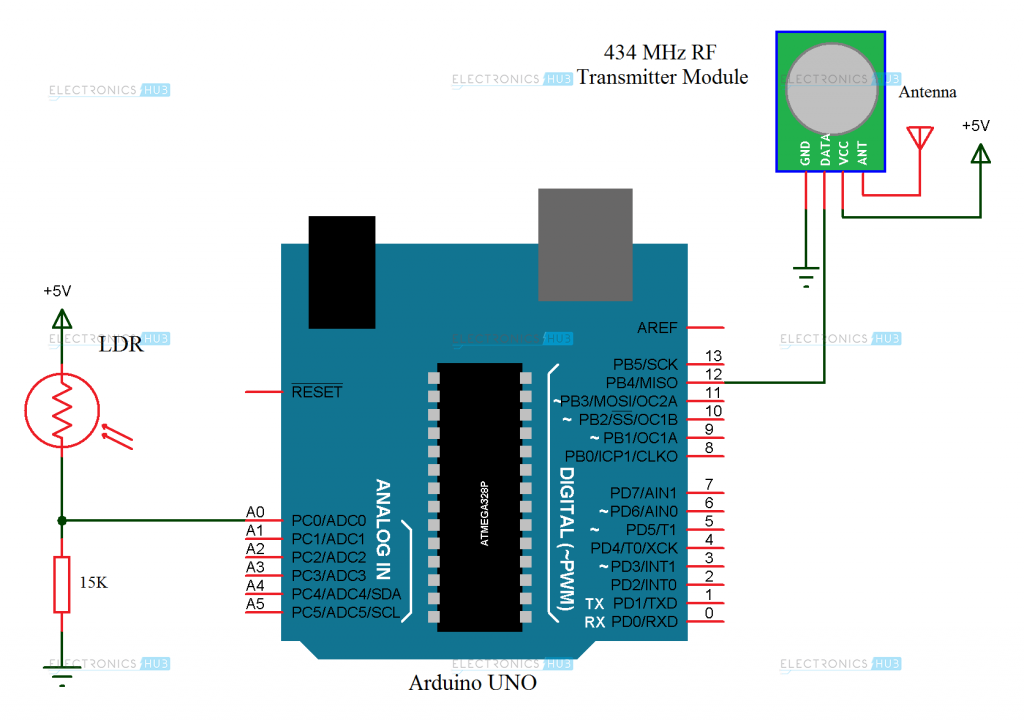 434 MHz RF
Transmitter Module
ELECTRONICS HUB
ELECTRONICS HUB
ELECTRONICS HUB
Antenna
+5V
GND
DATA
VCC
ANT
+5V
ELECTRONICS HUB
LDR
ELECTRONICS HUB
ELECTRONICS HUB
AREF
RESET
PB5/SCK 13
PB4/MISO 12
~PB3/MOSI/OC2A 11
~ PB2/SS/OC1B 10
~ PB1/OC1A 9
PB0/ICP1/CLKO 8
PD7/AIN1 7
~PD6/AIN0 6
~ PD5/T1 5
PD4/T0/XCK 4
~PD3/INT1 3
PD2/INT0 2
TX PD1/TXD 1
RX PD0/RXD 0
DIGITAL (~PWM)
ATMEGA328P
ANALOG IN
A0 PC0/ADC0
A1 PC1/ADC1
A2 PC2/ADC2
A3 PC3/ADC3
A4 PC4/ADC4/SDA
A5 PC5/ADC5/SCL
15K
ELECTRONICS HUB
ELECTRONICS HUB
ELECTRONICS HUB
Arduino UNO